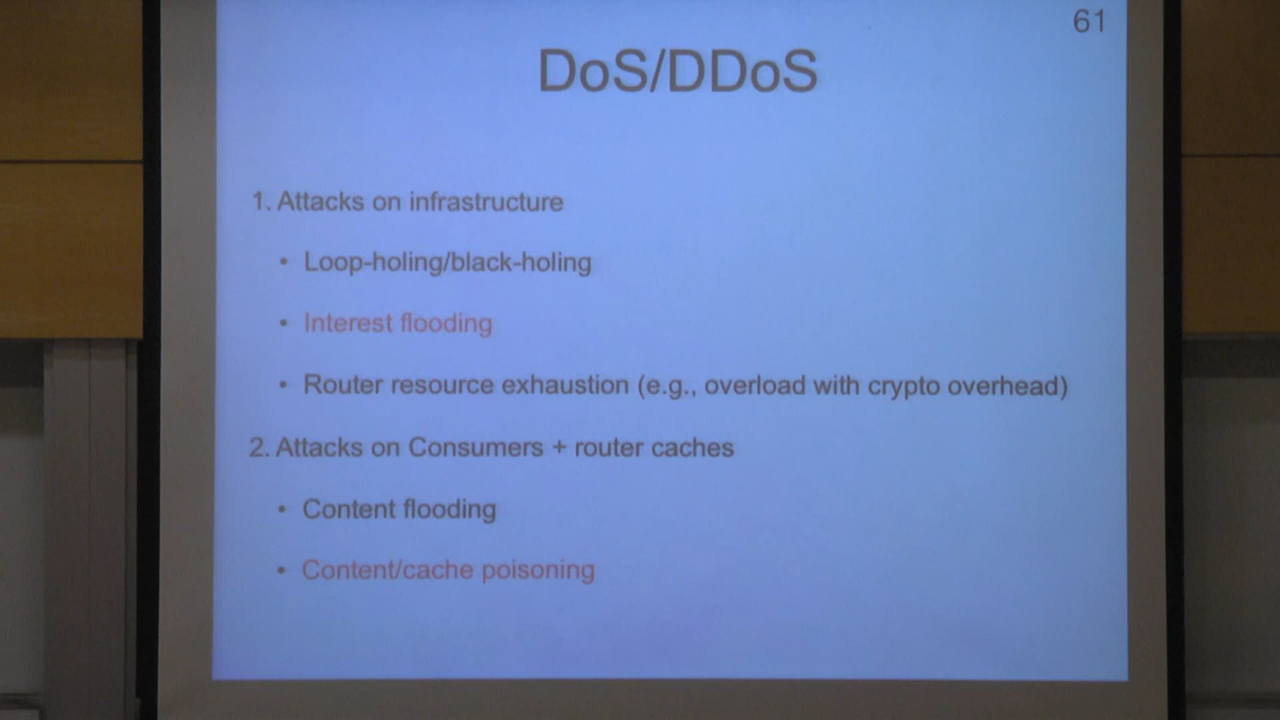 61
DoS/DDoS
1. Attacks on infrastructure
• Loop-holing/black-holing
• Interest flooding
• Router resource exhaustion (e.g., overload with crypto overhead)
2. Attacks on Consumers + router caches
• Content flooding
• Content/cache poisoning